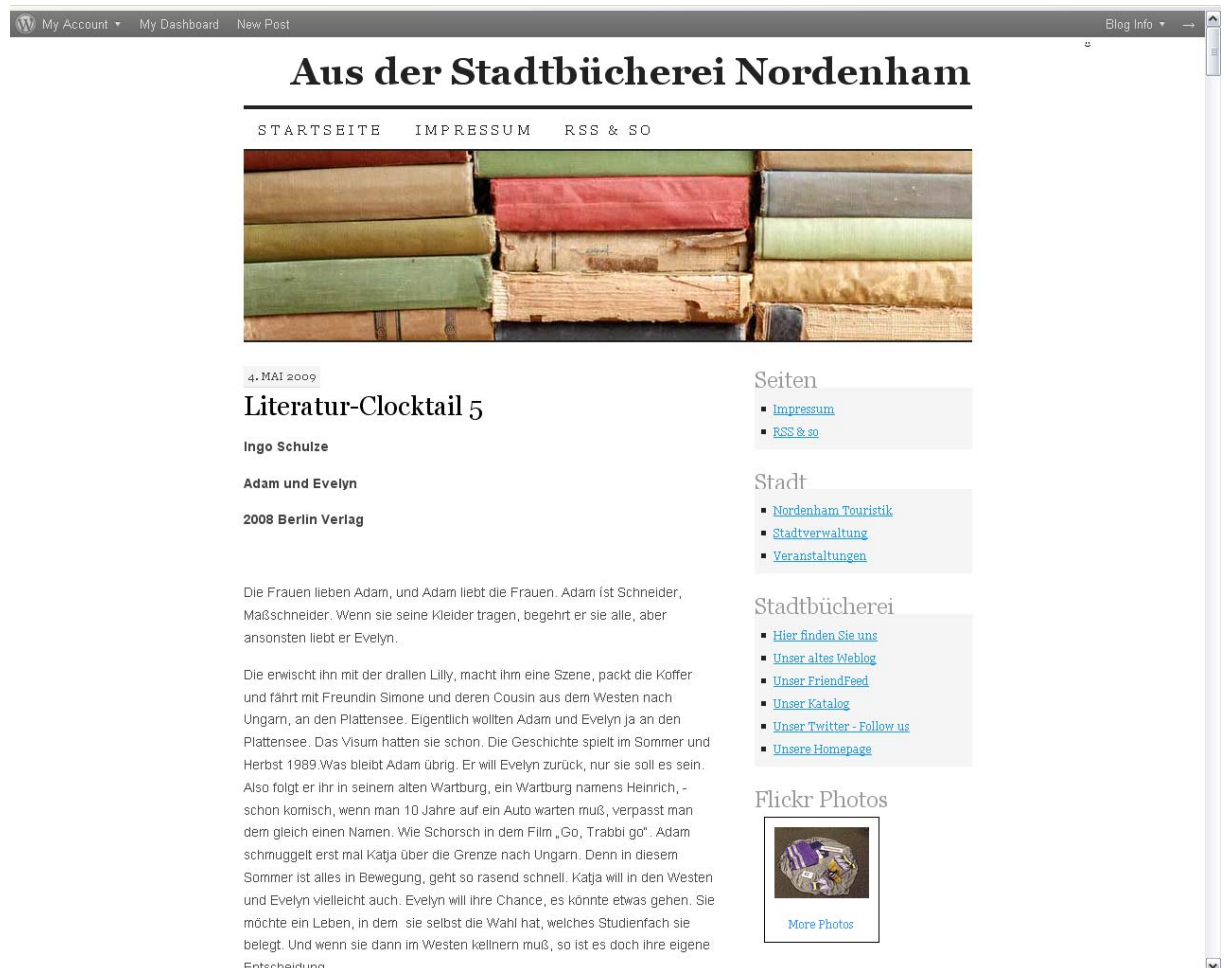 My Account My Dashboard New Post Blog Info →
Aus der Stadtbücherei Nordenham
STARTSEITE IMPRESSUM RSS & SO
4. MAI 2009
Literatur-Clocktail 5
Ingo Schulze
Adam und Evelyn
2008 Berlin Verlag
Die Frauen lieben Adam, und Adam liebt die Frauen. Adam íst Schneider,
Maßschneider. Wenn sie seine Kleider tragen, begehrt er sie alle, aber
ansonsten liebt er Evelyn.
Die erwischt ihn mit der drallen Lilly, macht ihm eine Szene, packt die Koffer
und fährt mit Freundin Simone und deren Cousin aus dem Westen nach
Ungarn, an den Plattensee. Eigentlich wollten Adam und Evelyn ja an den
Plattensee. Das Visum hatten sie schon. Die Geschichte spielt im Sommer und
Herbst 1989.Was bleibt Adam übrig. Er will Evelyn zurück, nur sie soll es sein.
Also folgt er ihr in seinem alten Wartburg, ein Wartburg namens Heinrich, -
schon komisch, wenn man 10 Jahre auf ein Auto warten muß, verpasst man
dem gleich einen Namen. Wie Schorsch in dem Film „Go, Trabbi go“. Adam
schmuggelt erst mal Katja über die Grenze nach Ungarn. Denn in diesem
Sommer ist alles in Bewegung, geht so rasend schnell. Katja will in den Westen
und Evelyn vielleicht auch. Evelyn will ihre Chance, es könnte etwas gehen. Sie
möchte ein Leben, in dem sie selbst die Wahl hat, welches Studienfach sie
belegt. Und wenn sie dann im Westen kellnern muß, so ist es doch ihre eigene
Entscheidung
Seiten
Impressum
RSS & so
Stadt
Nordenham Touristik
Stadtverwaltung
Veranstaltungen
Stadtbücherei
Hier finden Sie uns
Unser altes Weblog
Unser FriendFeed
Unser Katalog
Unser Twitter - Follow us
Unsere Homepage
Flickr Photos
More Photos